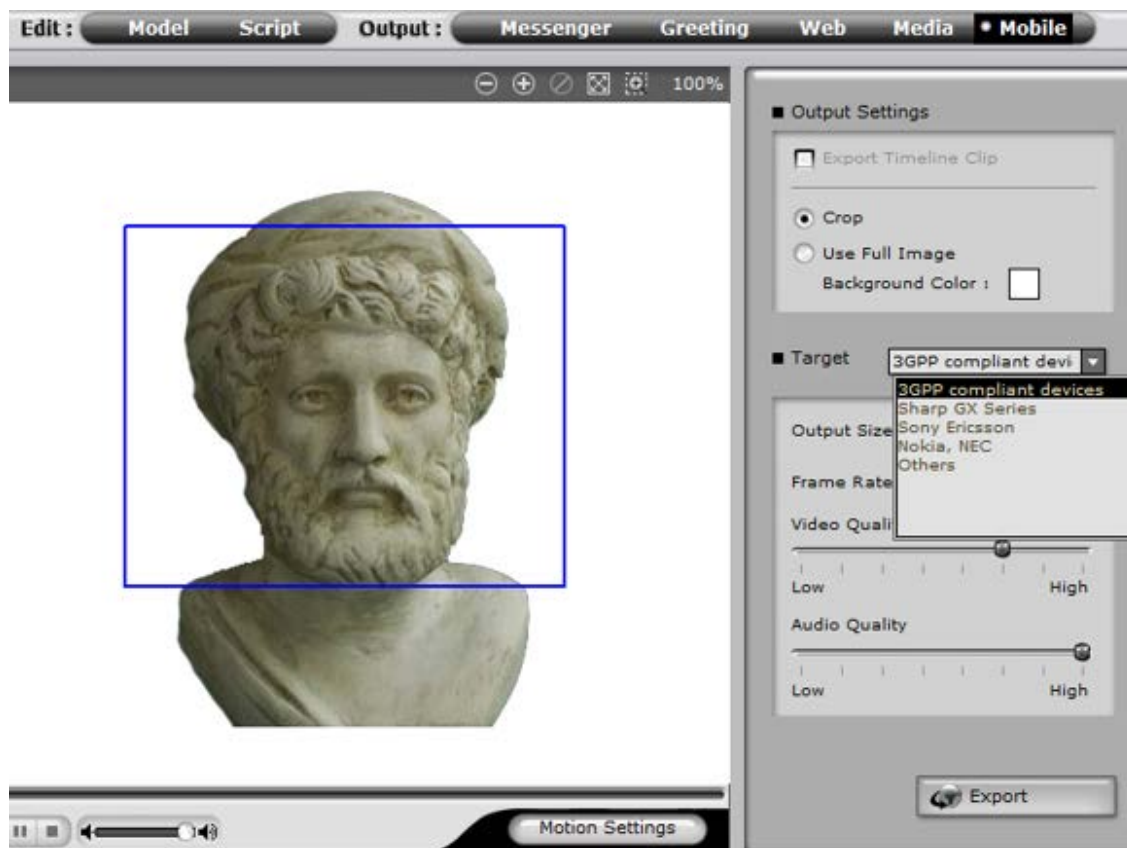 Edit : Model Script Output : Messenger Greeting Web Media Mobile
100%
Output Settings
Export Timeline Clip
Crop
Use Full Image
Background Color :
Target 3GPP compliant devi
3GPP compliant devices
Sharp GX Series
Sony Ericsson
Nokia, NEC
Others
Output Size
Frame Rate
Video Quali
Low High
Audio Quality
Low High
Export
Motion Settings